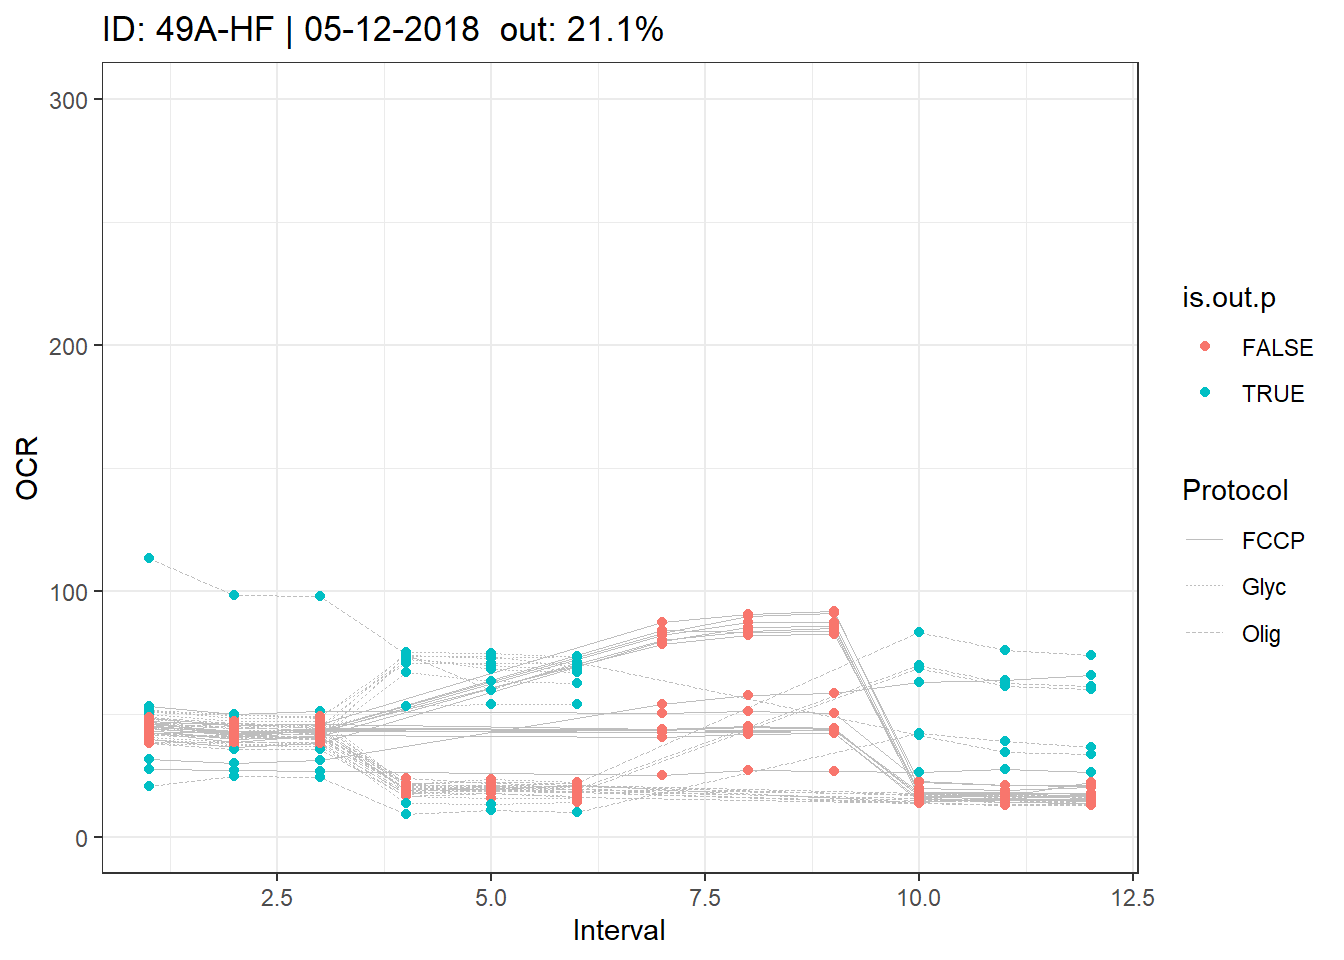 ID: 49A-HF | 05-12-2018  out: 21.1%
300
200
100
0
OCR
2.5
5.0
7.5
10.0
12.5
Interval
is.out.p
FALSE
TRUE
Protocol
FCCP
Glyc
Olig